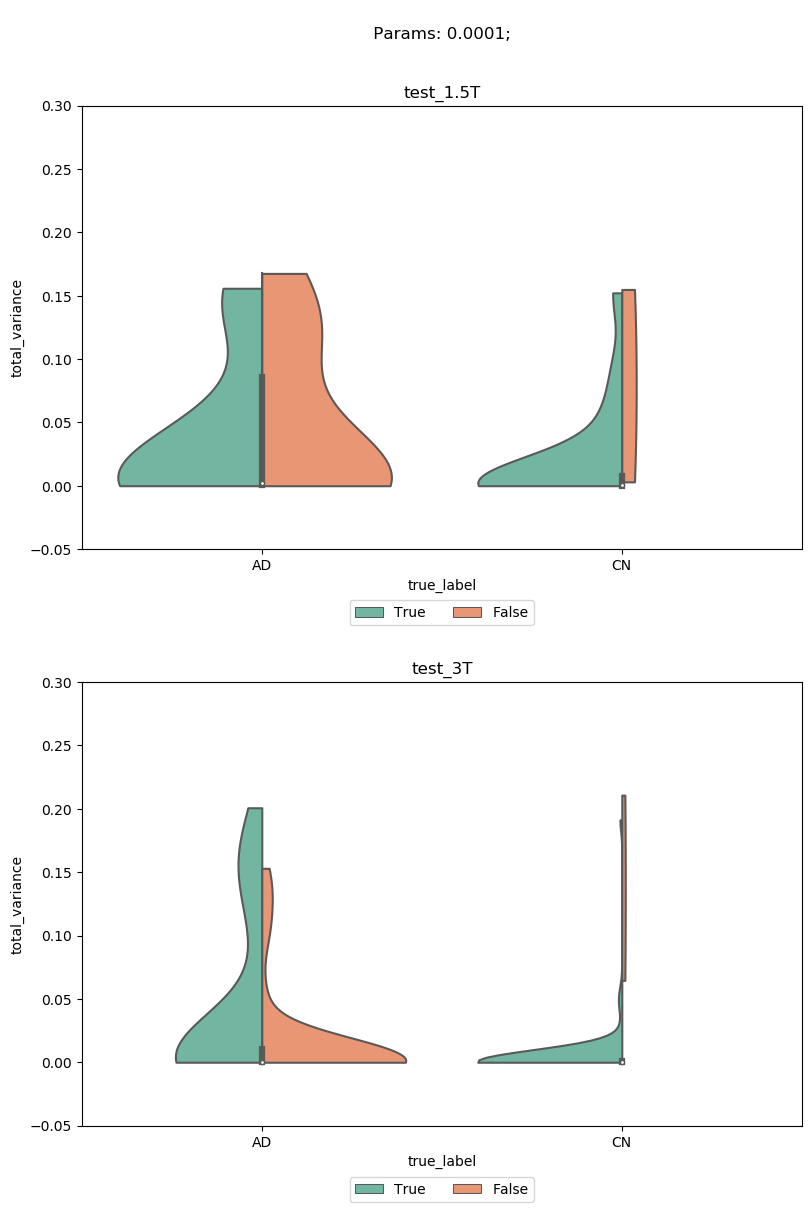 Params: 0.0001;
test_1.5T
0.30
0.25
0.20
0.15
0.10
0.05
0.00
−0.05
total_variance
AD CN
true_label
True False
test_3T
0.30
0.25
0.20
0.15
0.10
0.05
0.00
−0.05
total_variance
AD CN
true_label
True False